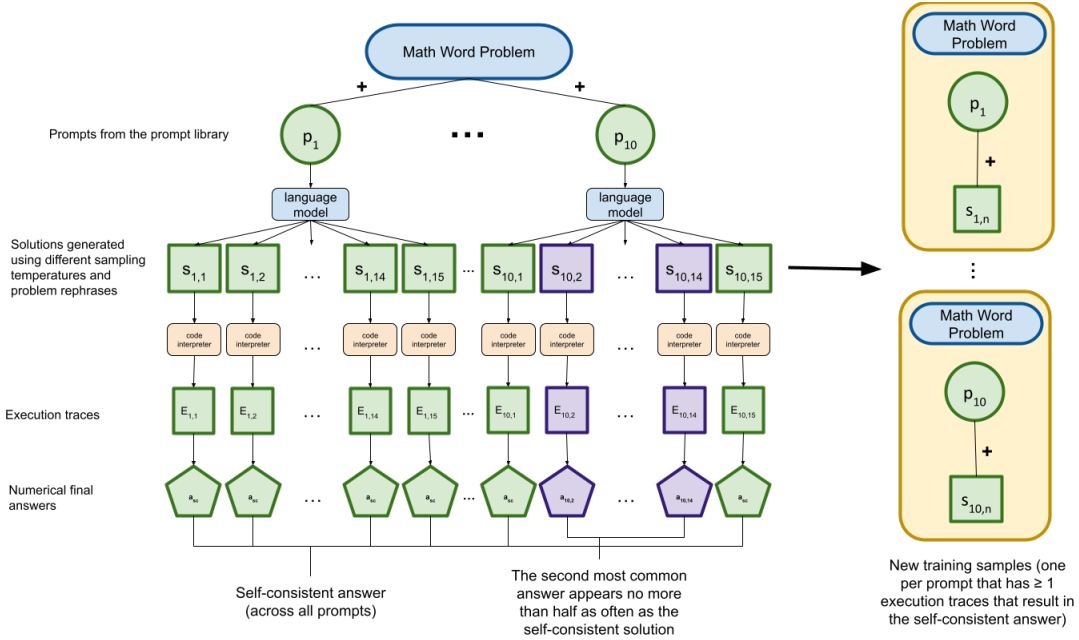 Math Word Problem
+ +
Prompts from the prompt library
p1 ... p10
language
model
language
model
Solutions generated
using different sampling
temperatures and
problem rephrases
s1,1 s1,2 ... s1,14 s1,15 ... s10,1 s10,2 ... s10,14 s10,15
code
interpreter
code
interpreter
...
code
interpreter
code
interpreter
code
interpreter
code
interpreter
...
code
interpreter
code
interpreter
Execution traces
E1,1 E1,2 ... E1,14 E1,15 ... E10,1 E10,2 ... E10,14 E10,15
Numerical final
answers
asc asc ... asc asc ... asc a10,2 ... a10,14 asc
Self-consistent answer
(across all prompts)
The second most common
answer appears no more
than half as often as the
self-consistent solution
Math Word
Problem
p1
+
s1,n
...
Math Word
Problem
p10
+
s10,n
New training samples (one
per prompt that has ≥ 1
execution traces that result in
the self-consistent answer)